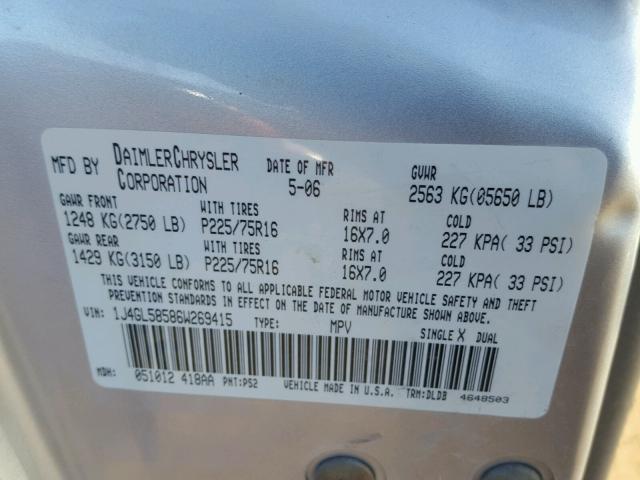 MFD BY DAIMLERCHRYSLER CORPORATION DATE OF MFR 5-06 GVWR 2563 KG(05650 LB)
GAWR FRONT WITH TIRES RIMS AT COLD
1248 KG(2750 LB) P225/75R16 16X7.0 227 KPA( 33 PSI)
GAWR REAR WITH TIRES RIMS AT COLD
1429 KG(3150 LB) P225/75R16 16X7.0 227 KPA( 33 PSI)
THIS VEHICLE CONFORMS TO ALL APPLICABLE FEDERAL MOTOR VEHICLE SAFETY AND THEFT
PREVENTION STANDARDS IN EFFECT ON THE DATE OF MANUFACTURE SHOWN ABOVE.
VIN: 1J4GL58586W269415 TYPE: MPV SINGLE X DUAL
MDH: 051012 418AA PNT:PS2 VEHICLE MADE IN U.S.A. TRM:DLDB 4648503